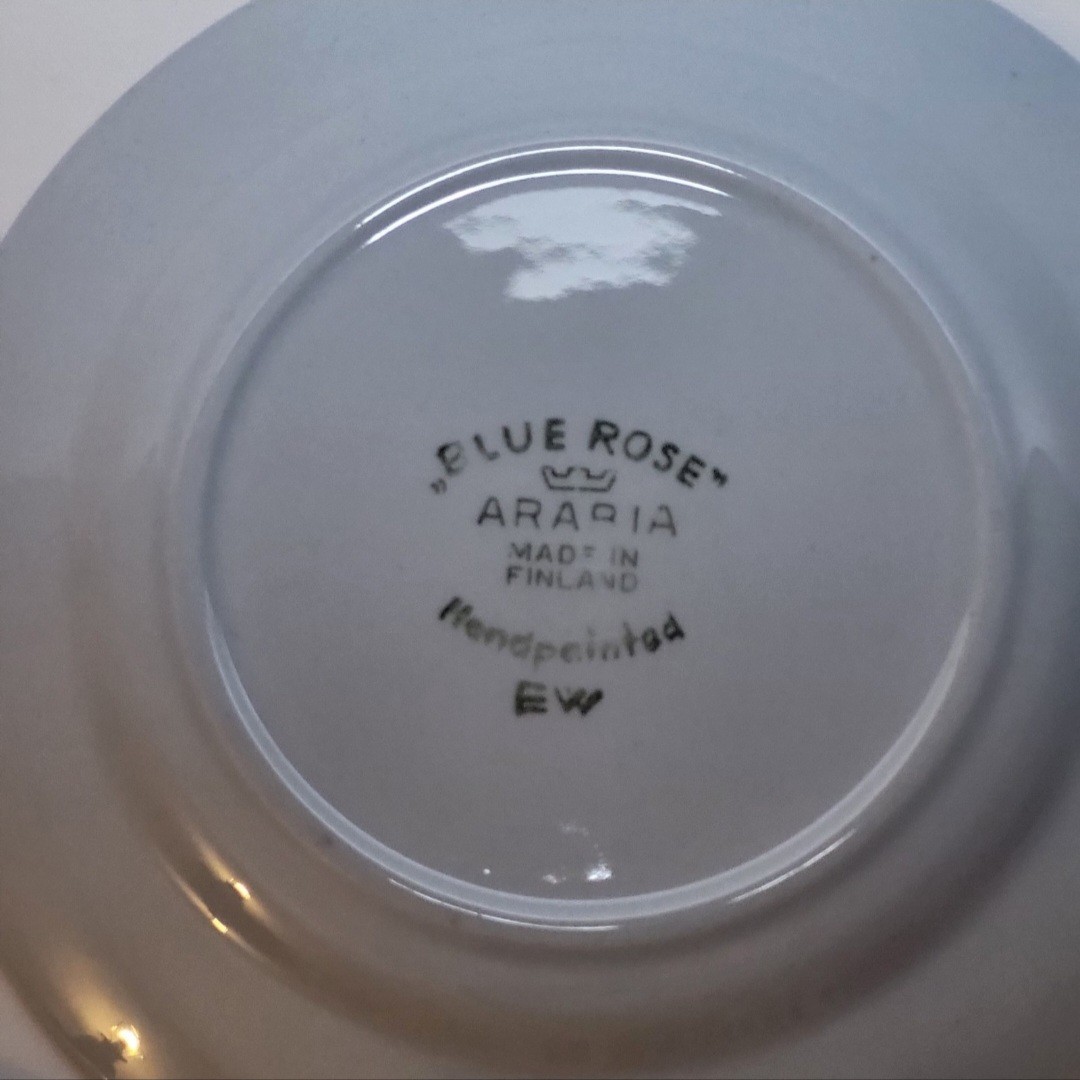 „BLUE ROSE”
ARABIA
MADE IN
FINLAND
Handpainted
EW